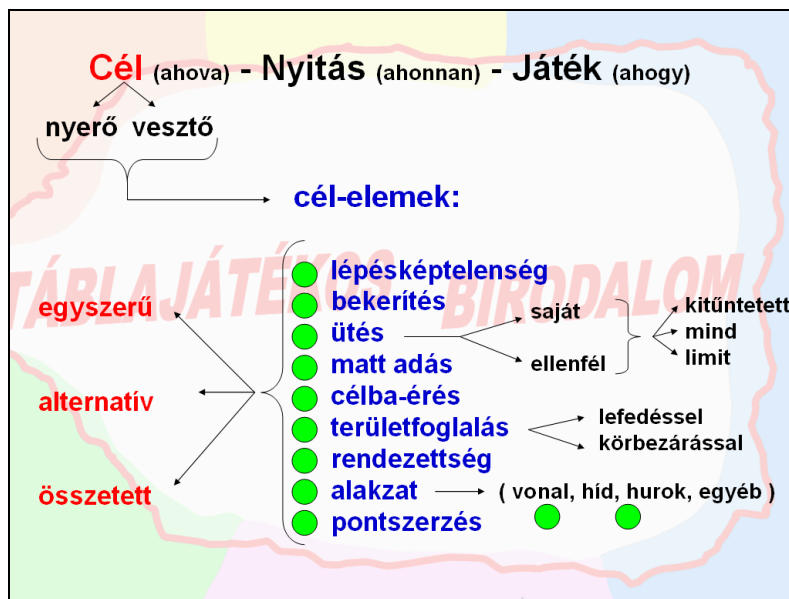 Cél (ahova) - Nyitás (ahonnan) - Játék (ahogy)
nyerő vesztő
cél-elemek:
TÁBLAJÁTÉKOS BIRODALOM
egyszerű
alternatív
összetett
lépésképtelenség
bekerítés
ütés
matt adás
célba-érés
területfoglalás
rendezettség
alakzat
pontszerzés
saját
ellenfél
kitűntetett
mind
limit
lefedéssel
körbezárással
( vonal, híd, hurok, egyéb )